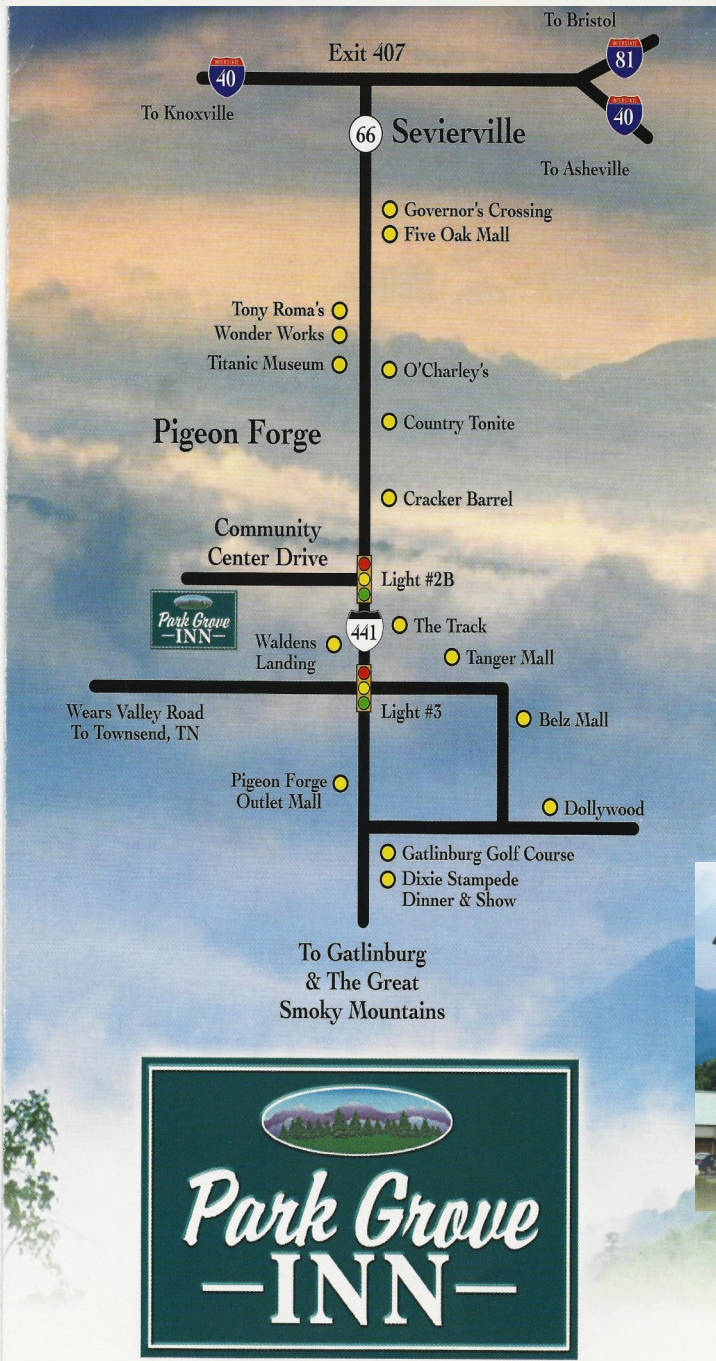 To Bristol
Exit 407
INTERSTATE
81
INTERSTATE
40
To Knoxville
INTERSTATE
40
66 Sevierville
To Asheville
Governor's Crossing
Five Oak Mall
Tony Roma's
Wonder Works
Titanic Museum
O'Charley's
Country Tonite
Pigeon Forge
Cracker Barrel
Community
Center Drive
Light #2B
Park Grove
INN
441
The Track
Waldens
Landing
Tanger Mall
Wears Valley Road
To Townsend, TN
Light #3
Belz Mall
Pigeon Forge
Outlet Mall
Dollywood
Gatlinburg Golf Course
Dixie Stampede
Dinner & Show
To Gatlinburg
& The Great
Smoky Mountains
Park Grove
INN